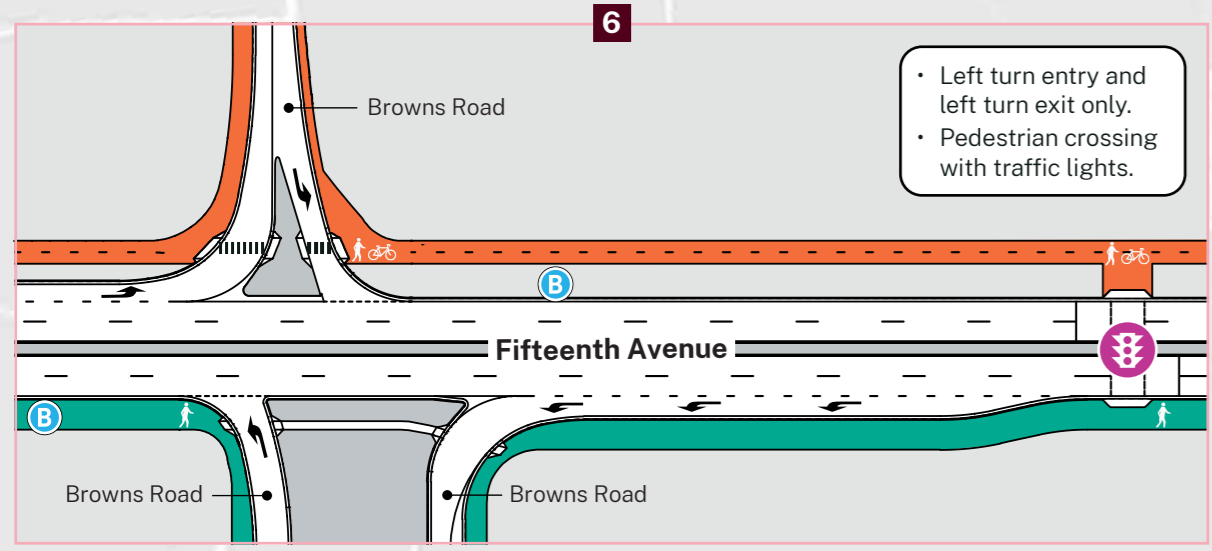 6
• Left turn entry and
left turn exit only.
• Pedestrian crossing
with traffic lights.
Browns Road
B
Fifteenth Avenue
B
Browns Road
Browns Road